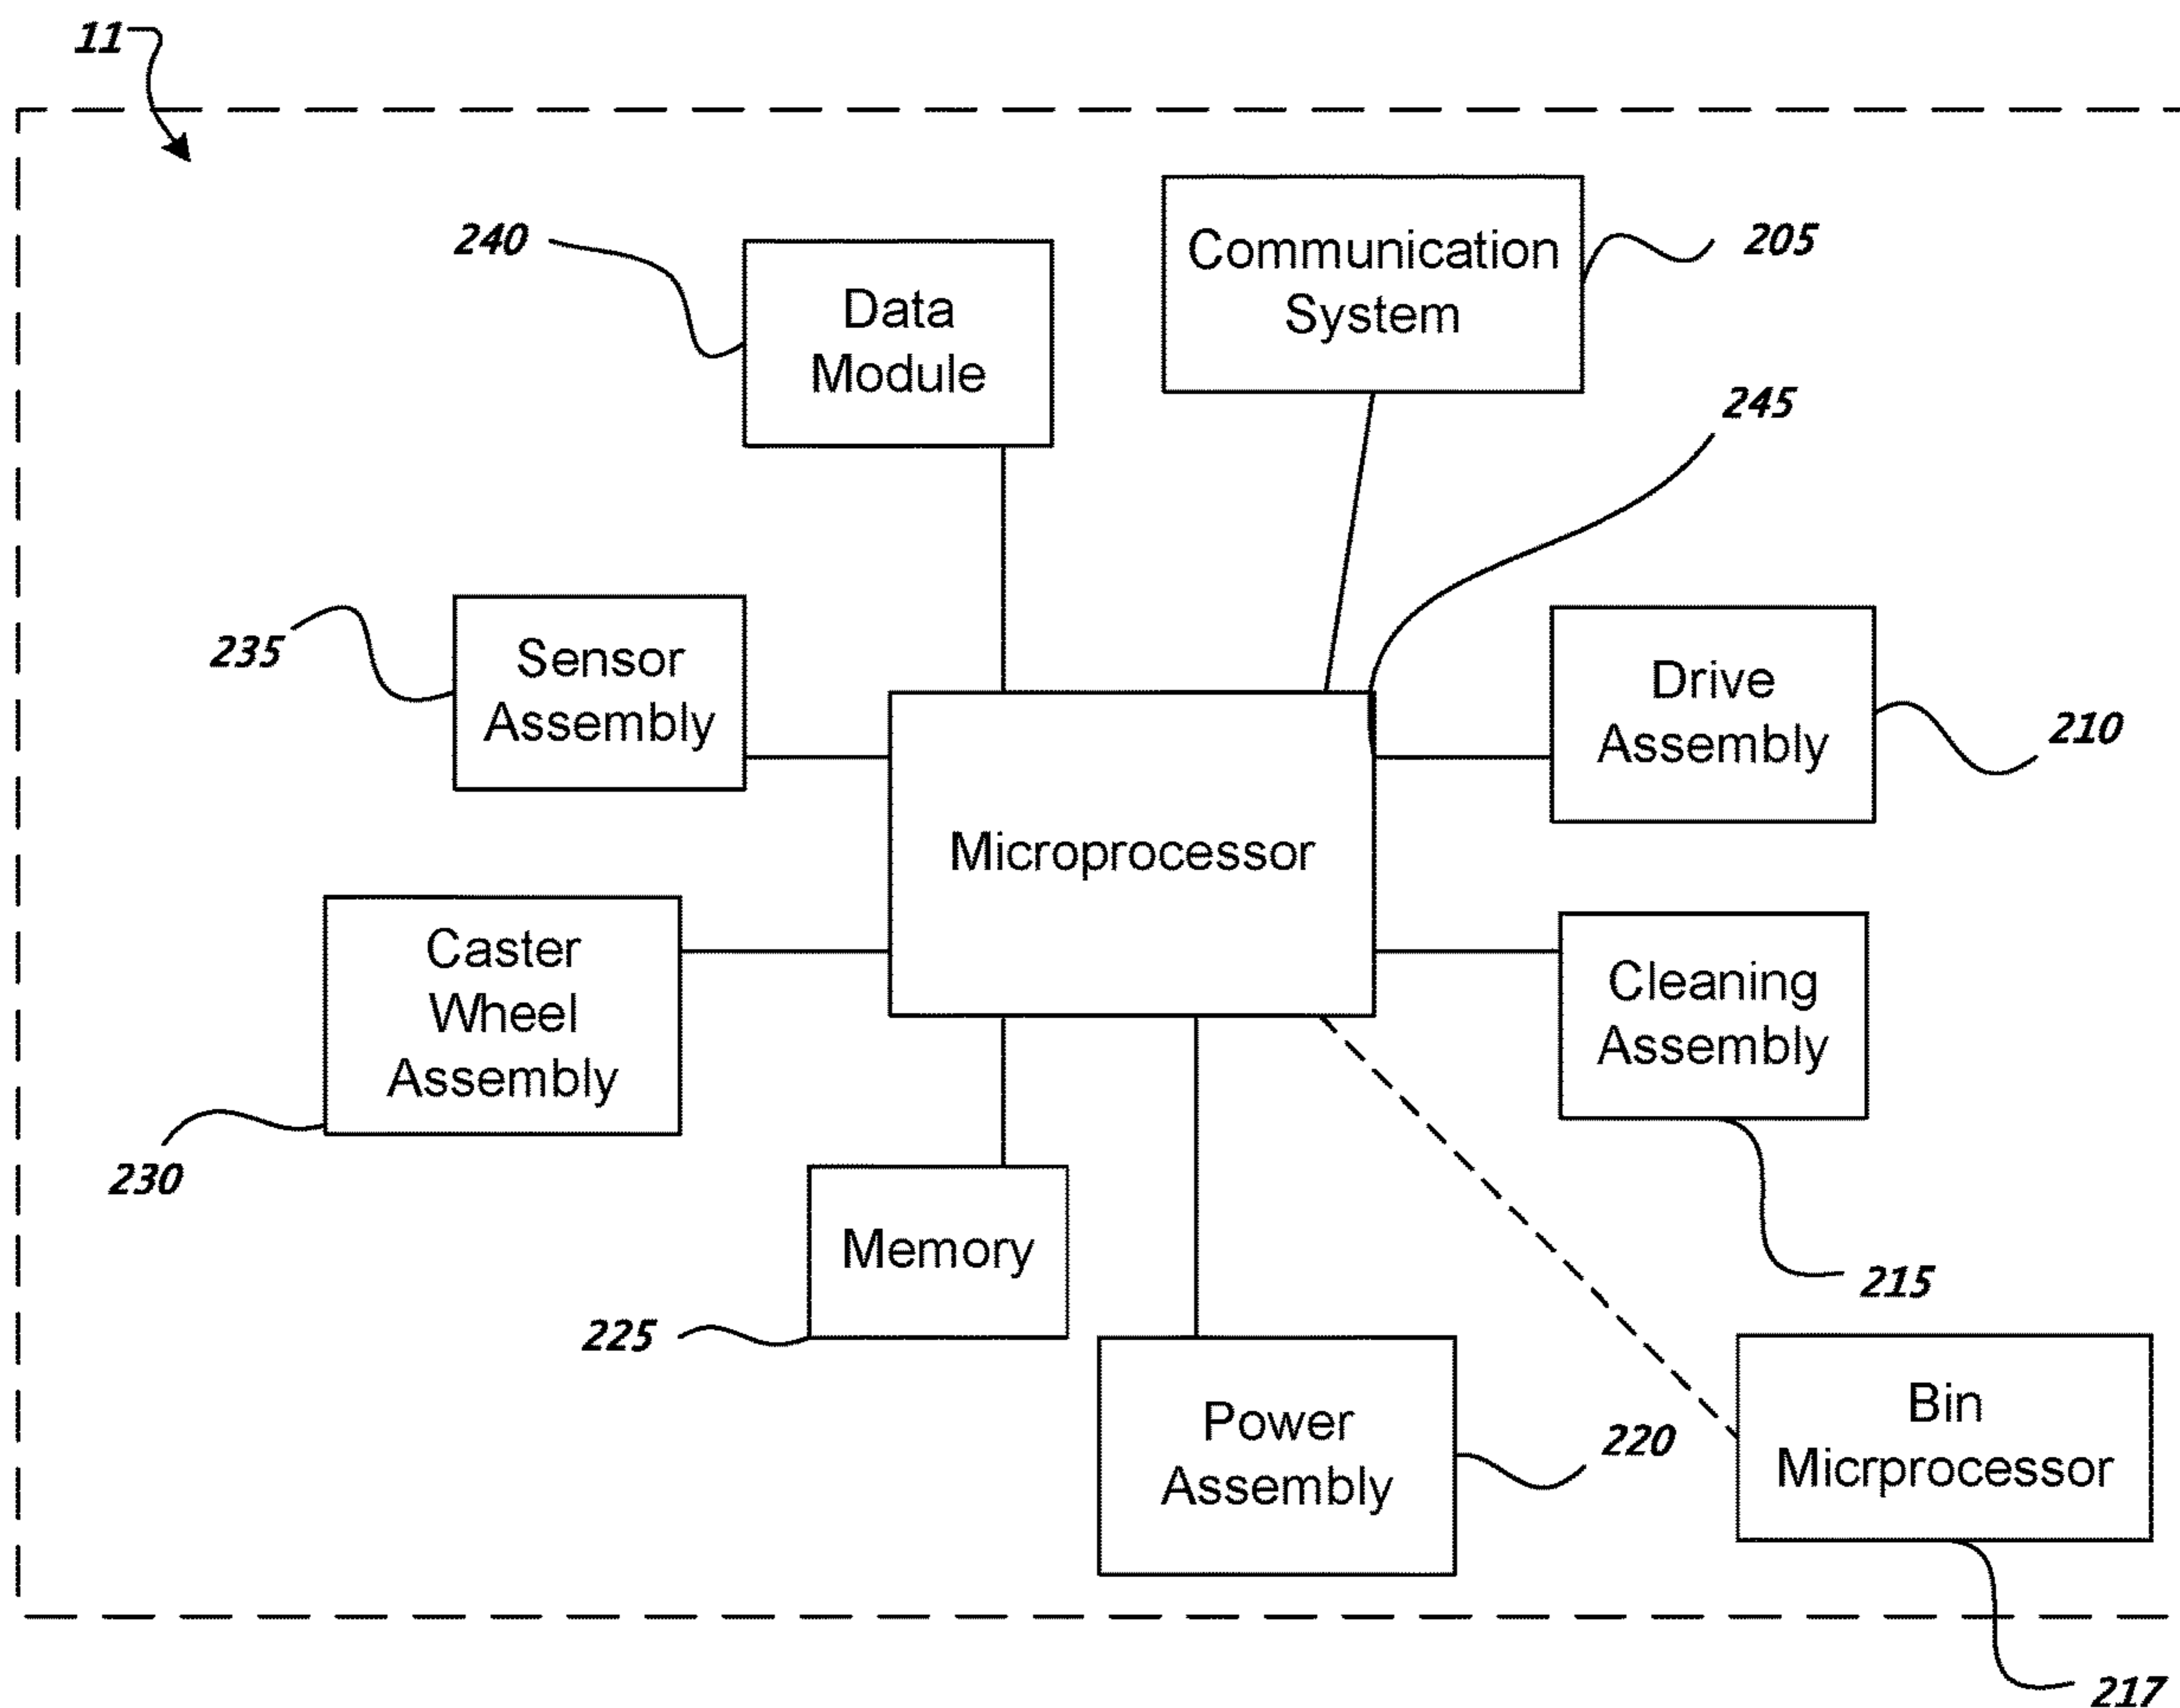 11
240
Data
Module
Communication
System
205
245
235
Sensor
Assembly
Drive
Assembly
210
Microprocessor
Caster
Wheel
Assembly
230
Cleaning
Assembly
215
Memory
225
Power
Assembly
220
Bin
Micrprocessor
217